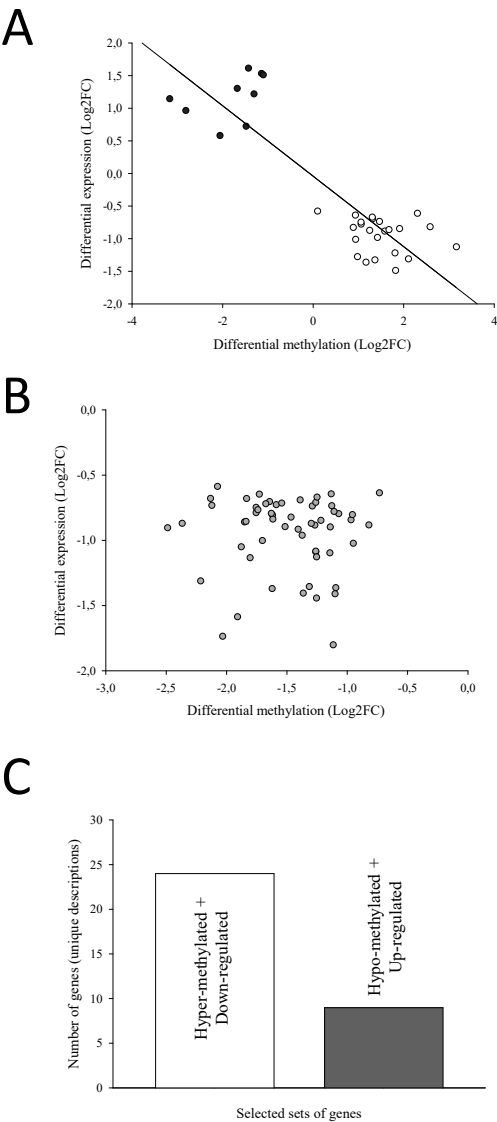 A
2,0
1,5
1,0
0,5
0,0
-0,5
-1,0
-1,5
-2,0
Differential expression (Log2FC)
-4
-2
0
2
4
Differential methylation (Log2FC)
B
0,0
-0,5
-1,0
-1,5
-2,0
Differential expression (Log2FC)
-3,0
-2,5
-2,0
-1,5
-1,0
-0,5
0,0
Differential methylation (Log2FC)
C
30
25
20
15
10
5
0
Number of genes (unique descriptions)
Hyper-methylated +
Down-regulated
Hypo-methylated +
Up-regulated
Selected sets of genes